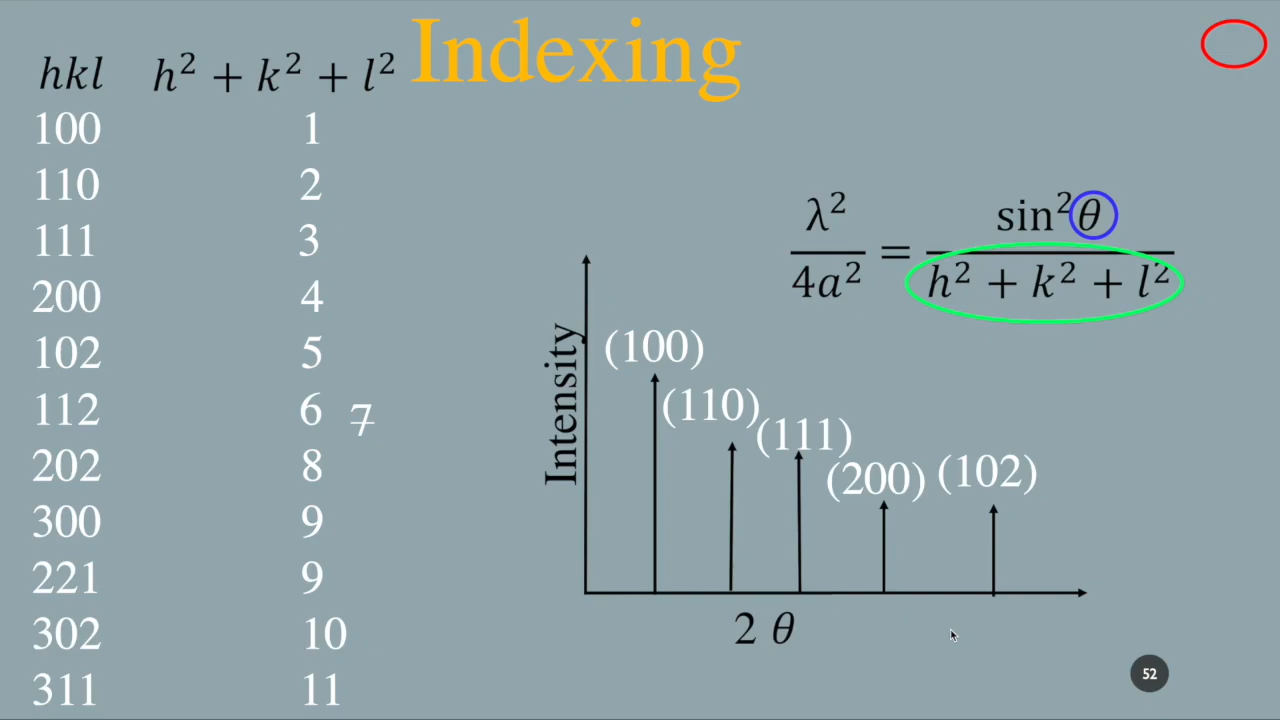 Indexing
hkl h² + k² + l²
100 1
110 2
111 3
200 4
102 5
112 6 7
202 8
300 9
221 9
302 10
311 11
λ² / 4a² = sin²θ / h² + k² + l²
Intensity
(100)
(110)
(111)
(200)
(102)
2 θ
52